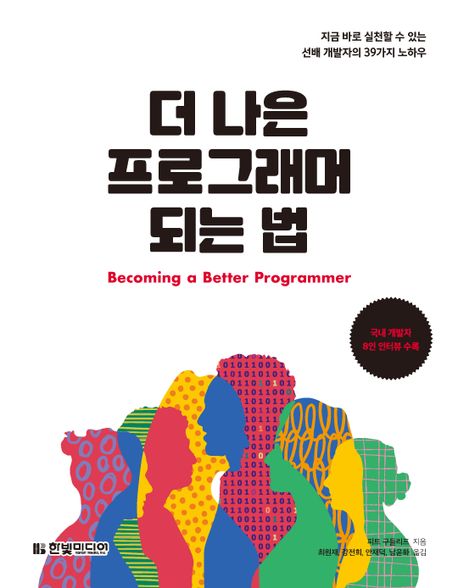 지금 바로 실천할 수 있는
선배 개발자의 39가지 노하우
더 나은
프로그래머
되는 법
Becoming a Better Programmer
국내 개발자
8인 인터뷰 수록
피트 구들리프 지음
최원재, 강전희, 안재덕, 남윤화 옮김
한빛미디어